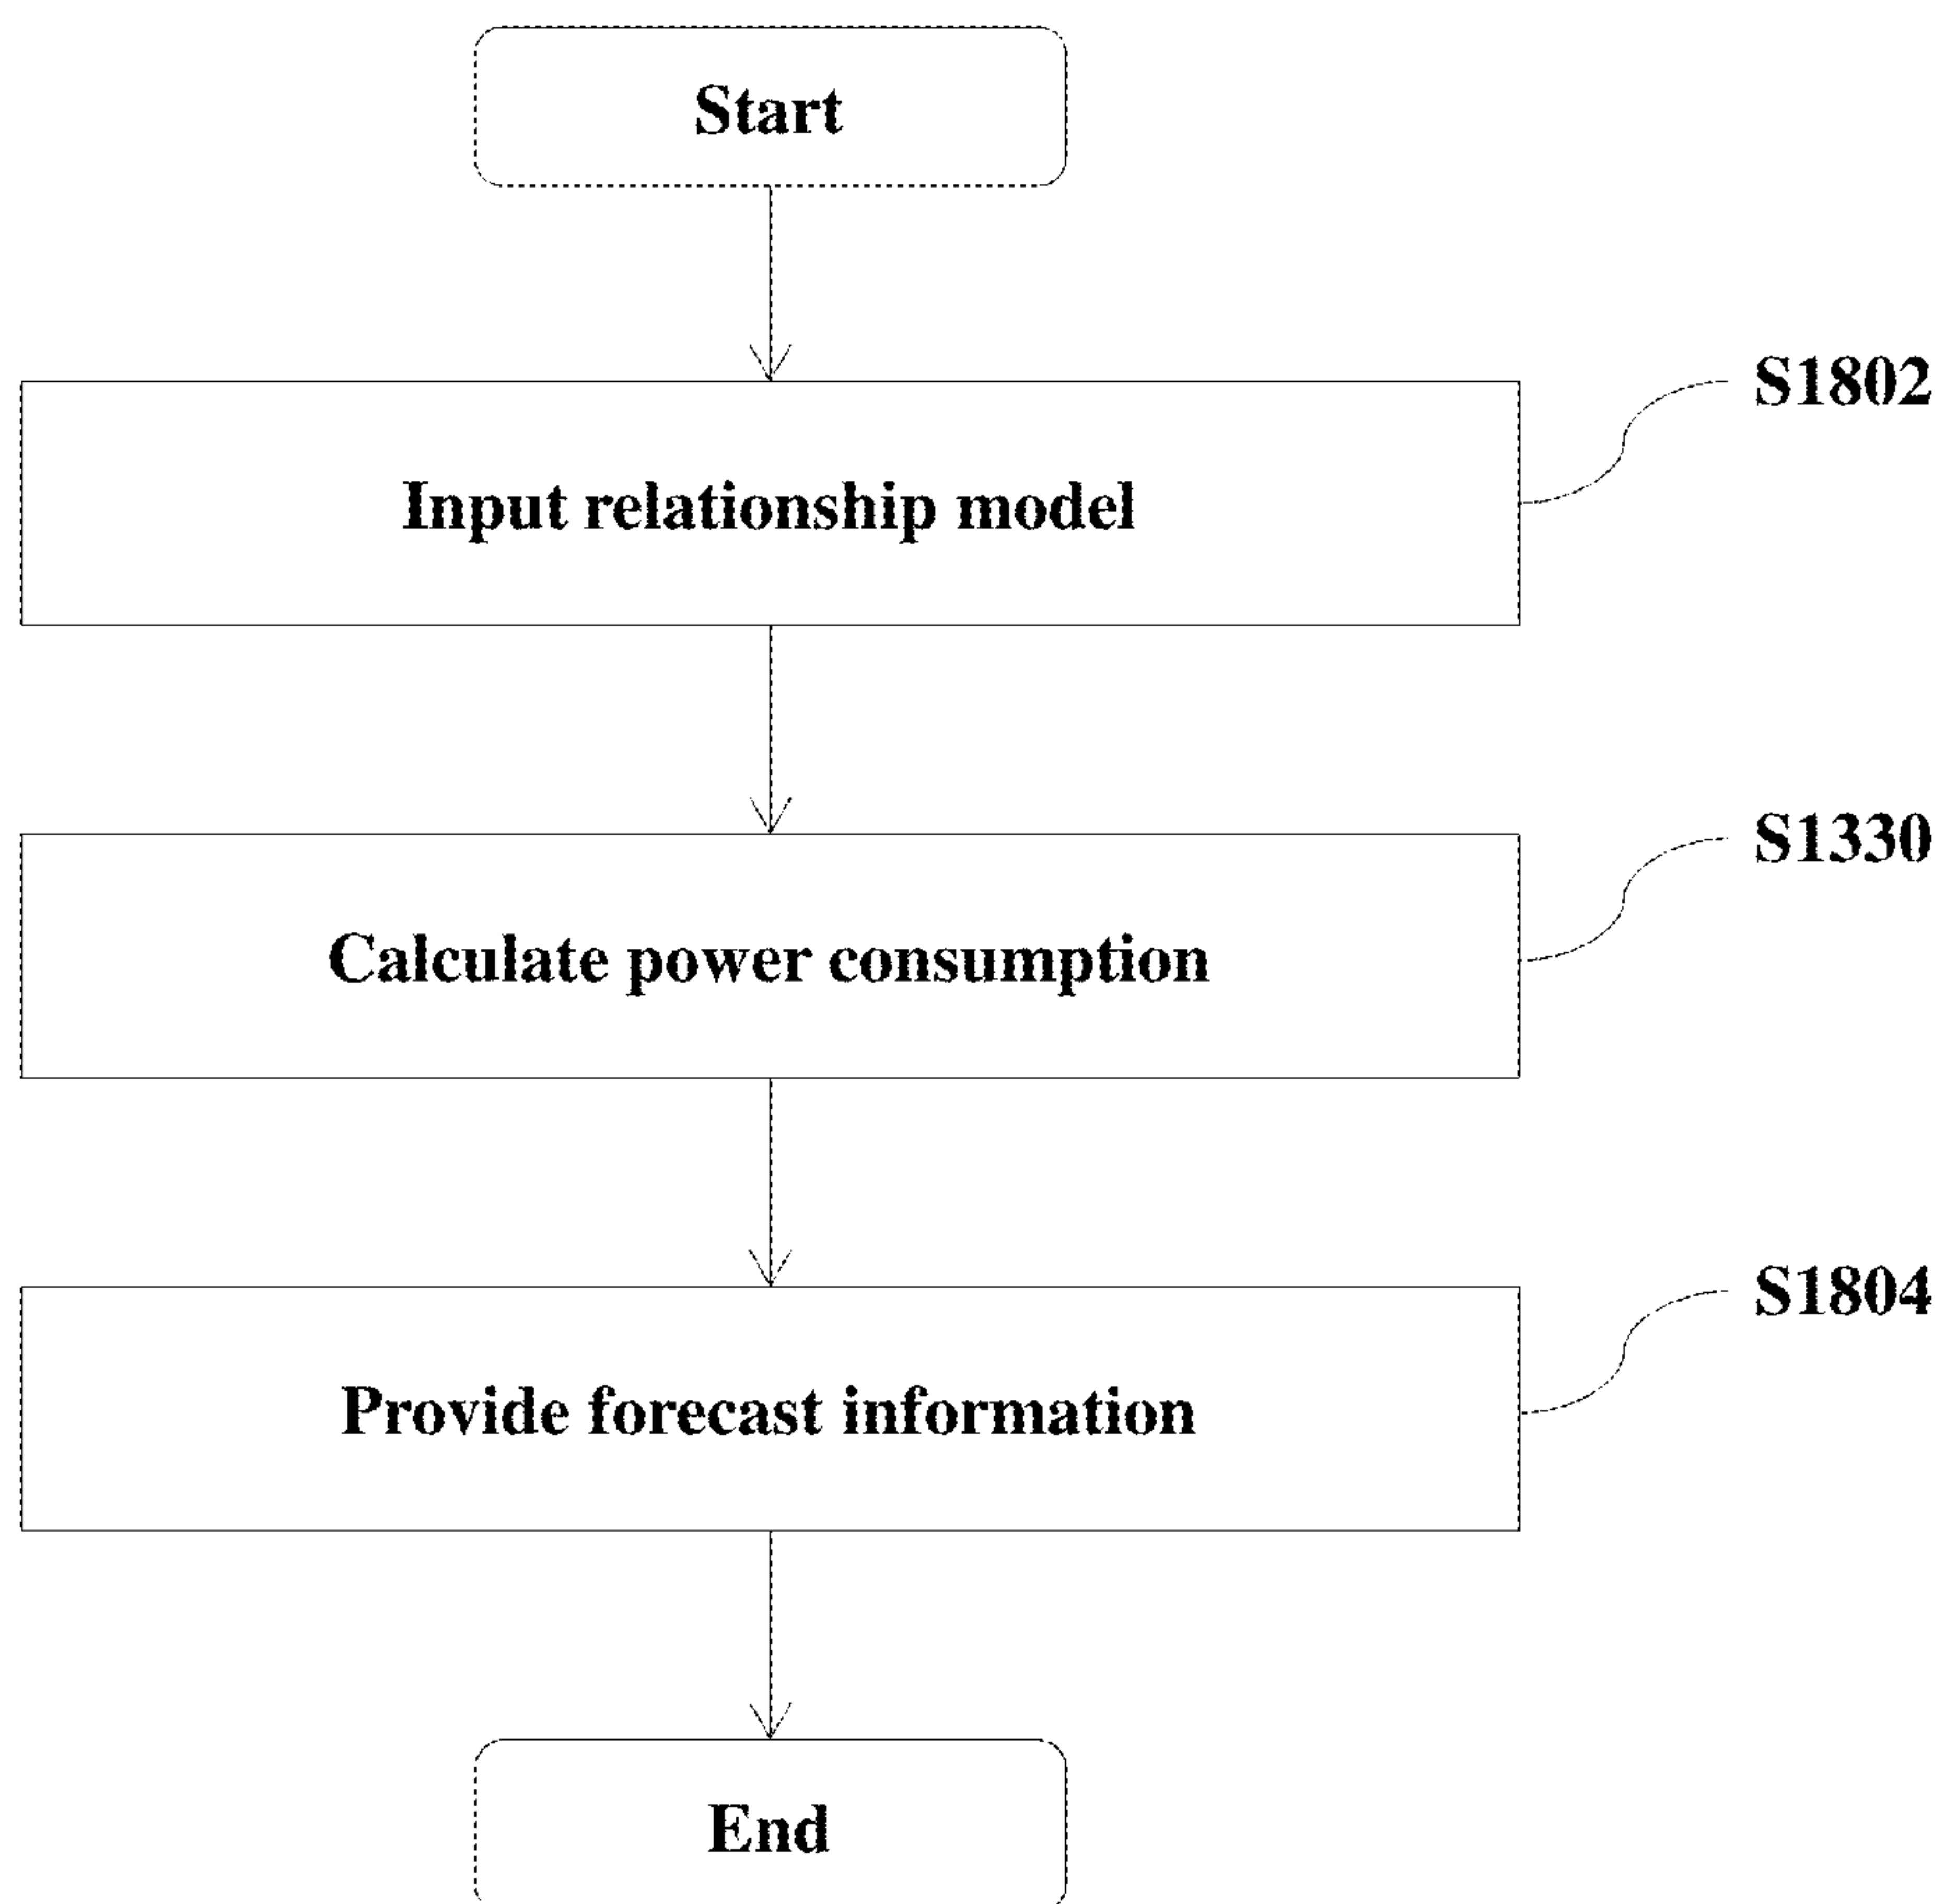 Start
S1802
Input relationship model
S1330
Calculate power consumption
S1804
Provide forecast information
End